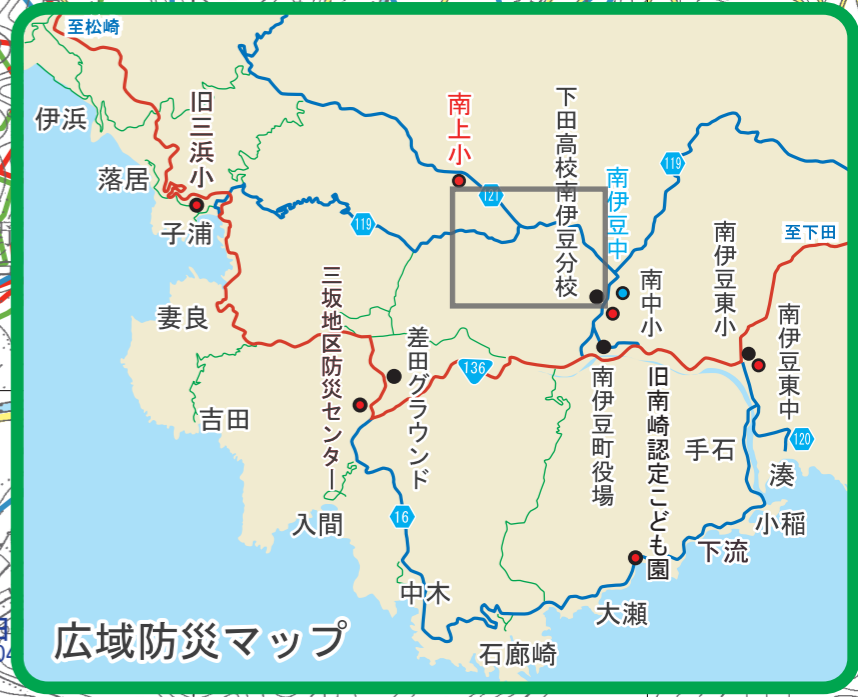 至松崎
伊浜
旧三浜小
落居
子浦
妻良
吉田
南上小
121
119
下田高校南伊豆分校
南伊豆中
119
南中小
南伊豆東小
至下田
南伊豆東中
三坂地区防災センター
差田グラウンド
136
南伊豆町役場
旧南崎認定こども園
手石
120
湊
小稲
下流
大瀬
入間
16
中木
石廊崎
広域防災マップ